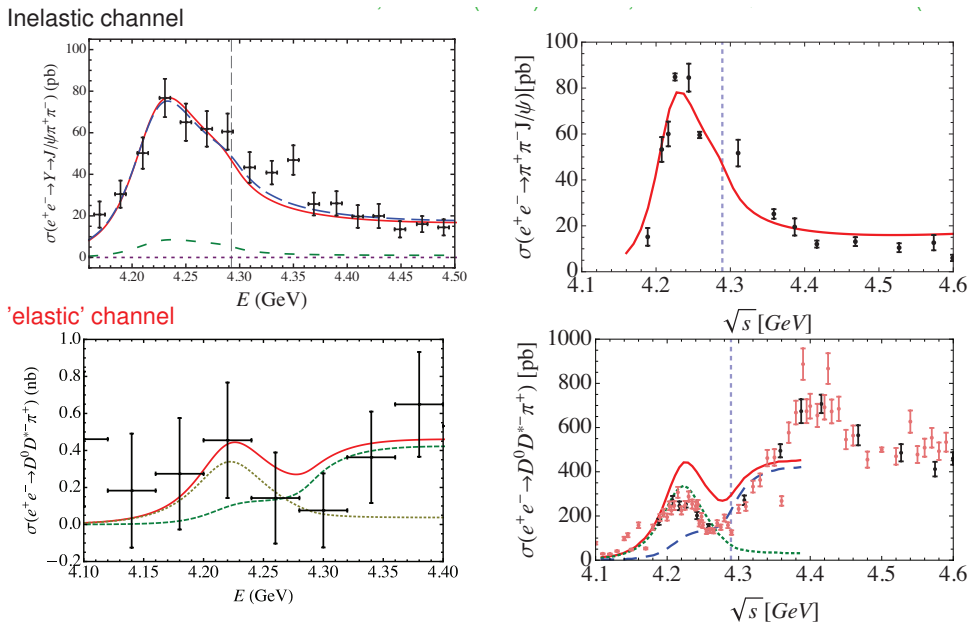 Inelastic channel
σ(e⁺e⁻→Y→J/ψπ⁺π⁻) (pb)
100
80
60
40
20
0
4.20 4.25 4.30 4.35 4.40 4.45 4.50
E (GeV)
σ(e⁺e⁻→π⁺π⁻J/ψ)[pb]
100
80
60
40
20
0
4.1 4.2 4.3 4.4 4.5 4.6
√s [GeV]
'elastic' channel
σ(e⁺e⁻→D⁰D*⁻π⁺) (nb)
1.0
0.8
0.6
0.4
0.2
0.0
−0.2
4.10 4.15 4.20 4.25 4.30 4.35 4.40
E (GeV)
σ(e⁺e⁻→D⁰D*⁻π⁺) [pb]
1000
800
600
400
200
0
4.1 4.2 4.3 4.4 4.5 4.6
√s [GeV]